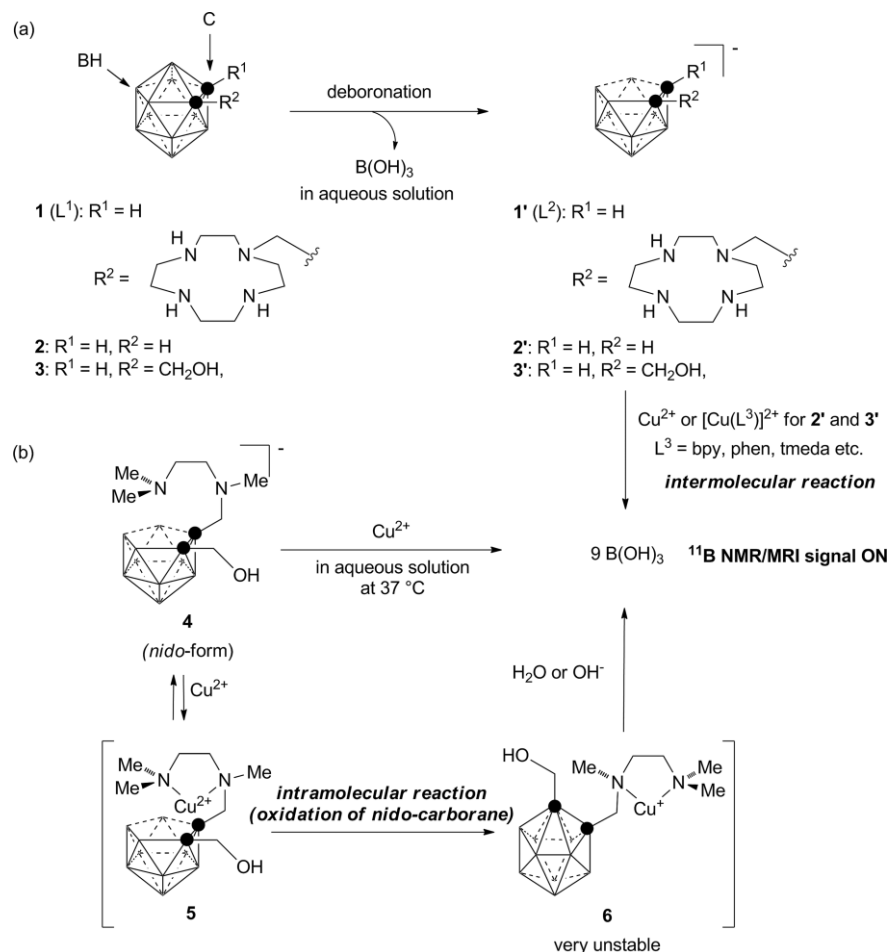 (a)
C
BH
R1
R2
deboronation
B(OH)3
in aqueous solution
-
R1
R2
1 (L1): R1 = H
R2 =
H
N
N
NH
N
H
2: R1 = H, R2 = H
3: R1 = H, R2 = CH2OH,
1' (L2): R1 = H
R2 =
H
N
N
NH
N
H
2': R1 = H, R2 = H
3': R1 = H, R2 = CH2OH,
Cu2+ or [Cu(L3)]2+ for 2' and 3'
L3 = bpy, phen, tmeda etc.
intermolecular reaction
(b)
-
Me
N
Me
N
Me
OH
4
(nido-form)
Cu2+
in aqueous solution
at 37 °C
9 B(OH)3
11B NMR/MRI signal ON
Cu2+
H2O or OH-
Me
N
Me
N
Me
Cu2+
OH
5
intramolecular reaction
(oxidation of nido-carborane)
HO
Me
N
N
Me
Me
Cu+
6
very unstable